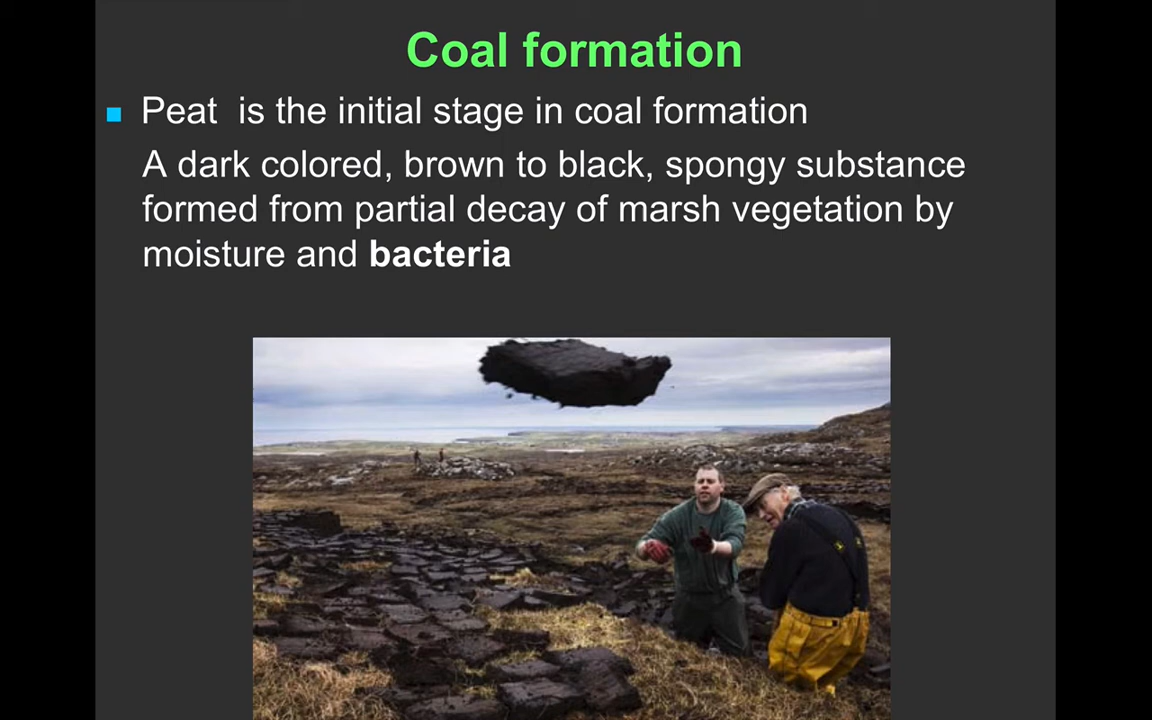 Coal formation
Peat  is the initial stage in coal formation
A dark colored, brown to black, spongy substance
formed from partial decay of marsh vegetation by
moisture and bacteria